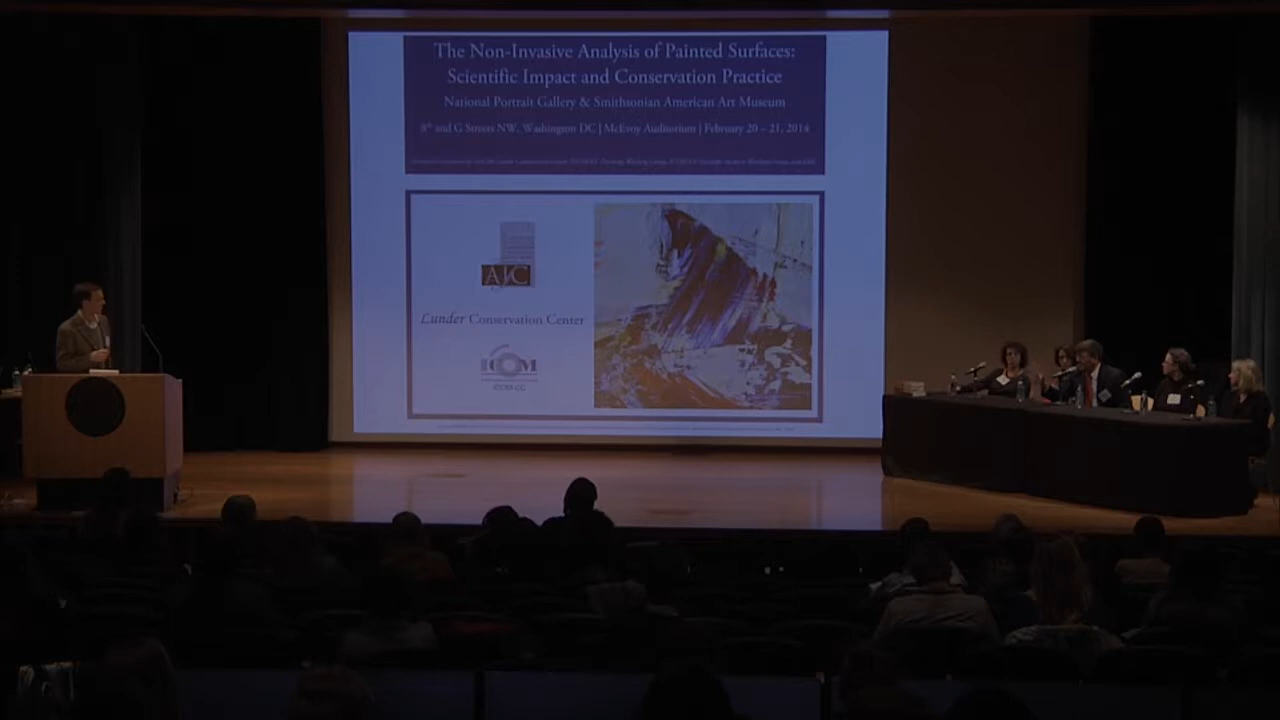 The Non-Invasive Analysis of Painted Surfaces:
Scientific Impact and Conservation Practice
National Portrait Gallery & Smithsonian American Art Museum
8th and G Streets NW, Washington DC | McEvoy Auditorium | February 20 – 21, 2014
AIC
Lunder Conservation Center
ICOM